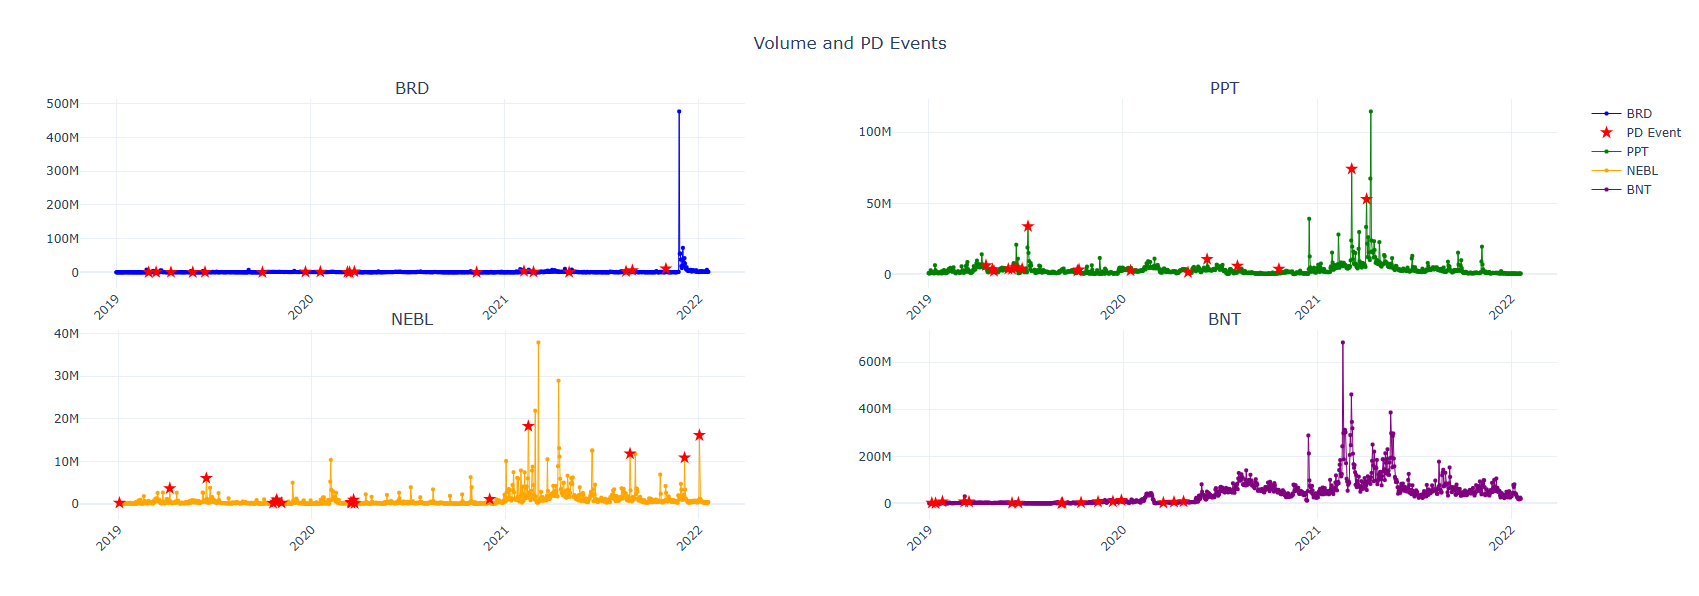 Volume and PD Events
BRD
500M
400M
300M
200M
100M
0
2019
2020
2021
2022
PPT
100M
50M
0
2019
2020
2021
2022
BRD
PD Event
PPT
NEBL
BNT
NEBL
40M
30M
20M
10M
0
2019
2020
2021
2022
BNT
600M
400M
200M
0
2019
2020
2021
2022